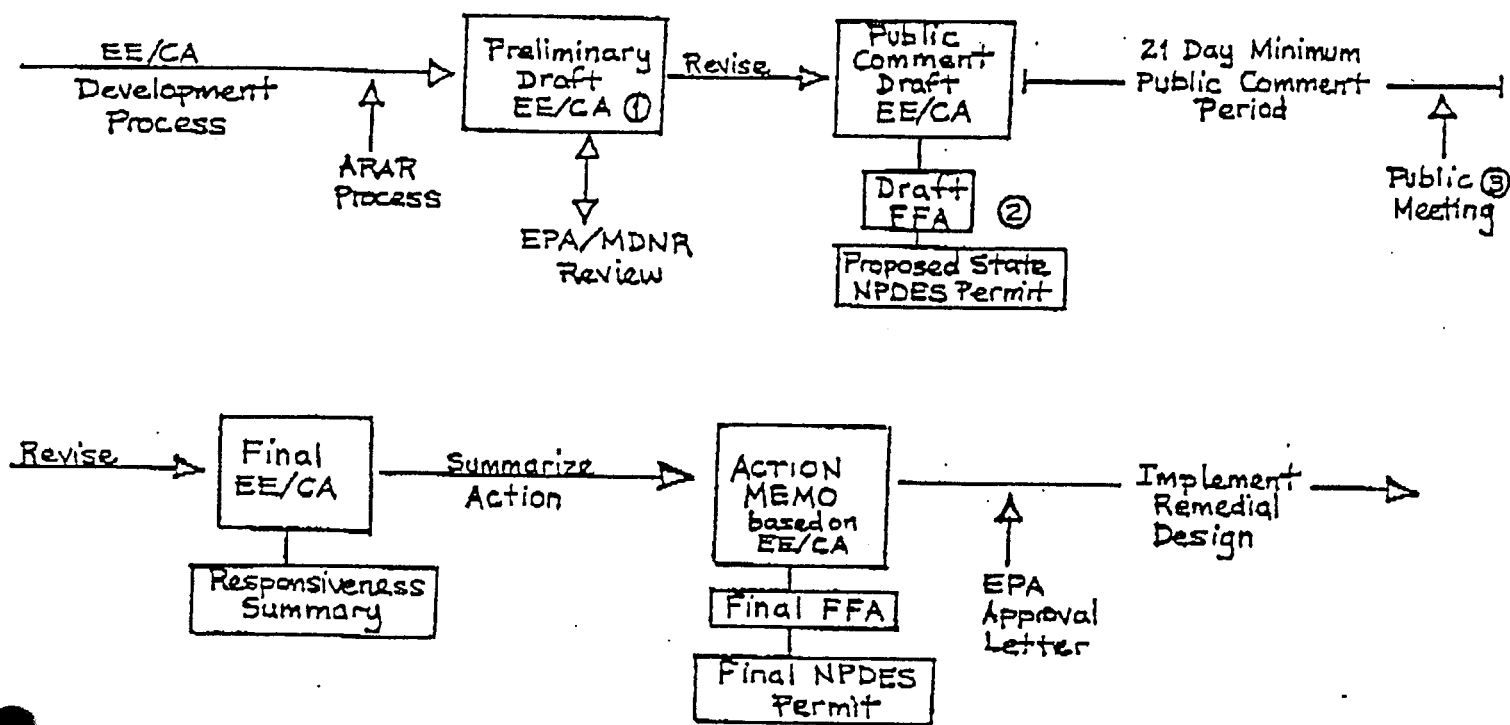 EE/CA
Development
Process
ARAR
Process
Preliminary
Draft
EE/CA ①
EPA/MDNR
Review
Revise
Public
Comment
Draft
EE/CA
Draft
FFA ②
Proposed State
NPDES Permit
21 Day Minimum
Public Comment
Period
Public ③
Meeting
Revise
Final
EE/CA
Responsiveness
Summary
Summarize
Action
ACTION
MEMO
based on
EE/CA
Final FFA
Final NPDES
Permit
EPA
Approval
Letter
Implement
Remedial
Design